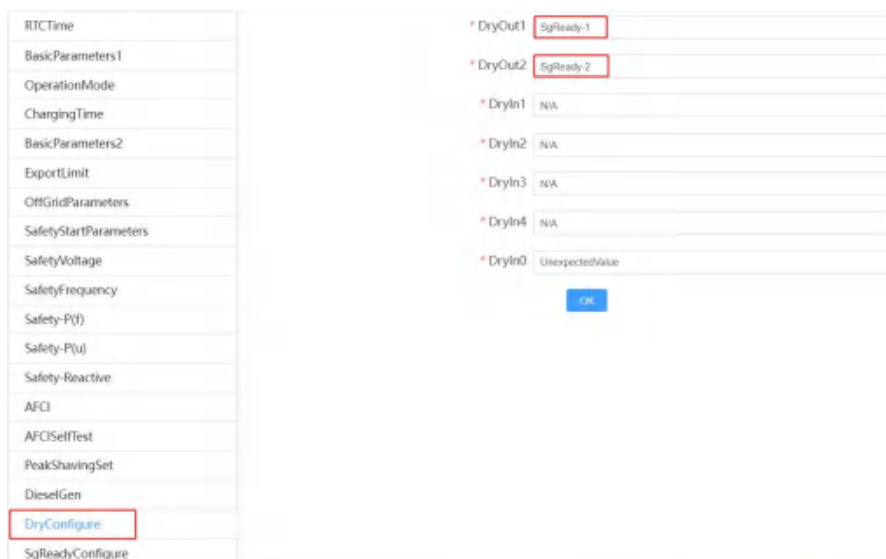 RTCTime
BasicParameters1
OperationMode
ChargingTime
BasicParameters2
ExportLimit
OffGridParameters
SafetyStartParameters
SafetyVoltage
SafetyFrequency
Safety-P(f)
Safety-P(u)
Safety-Reactive
AFCI
AFCISelfTest
PeakShavingSet
DieselGen
DryConfigure
SgReadyConfigure
* DryOut1 SgReady-1
* DryOut2 SgReady-2
* DryIn1 N/A
* DryIn2 N/A
* DryIn3 N/A
* DryIn4 N/A
* DryIn0 UnexpectedValue
OK